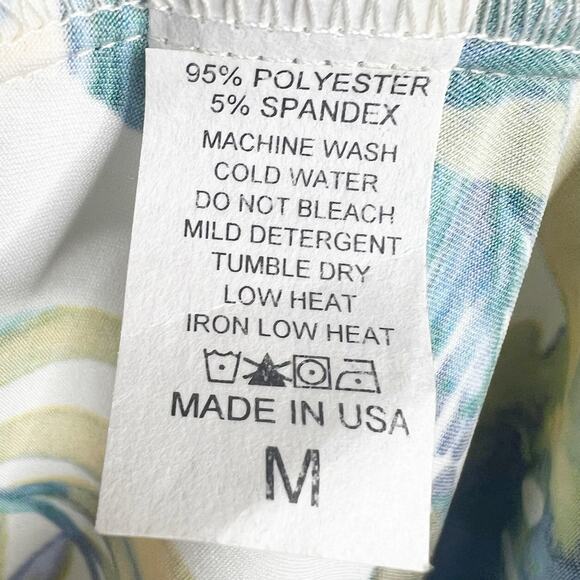 95% POLYESTER
5% SPANDEX
MACHINE WASH
COLD WATER
DO NOT BLEACH
MILD DETERGENT
TUMBLE DRY
LOW HEAT
IRON LOW HEAT
MADE IN USA
M